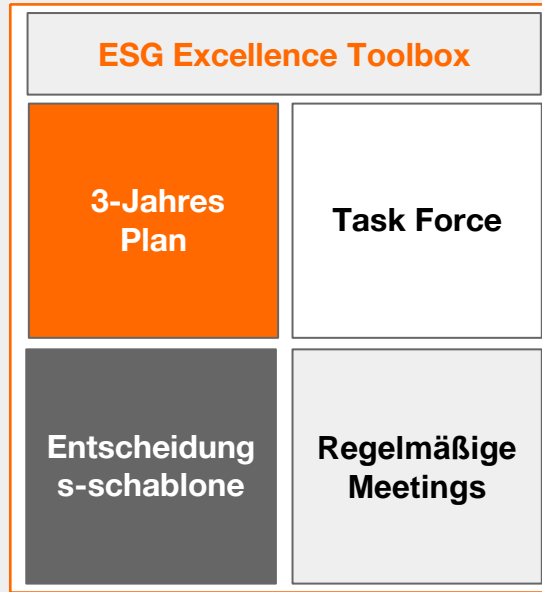 ESG Excellence Toolbox
3-Jahres
Plan
Task Force
Entscheidung
s-schablone
Regelmäßige
Meetings